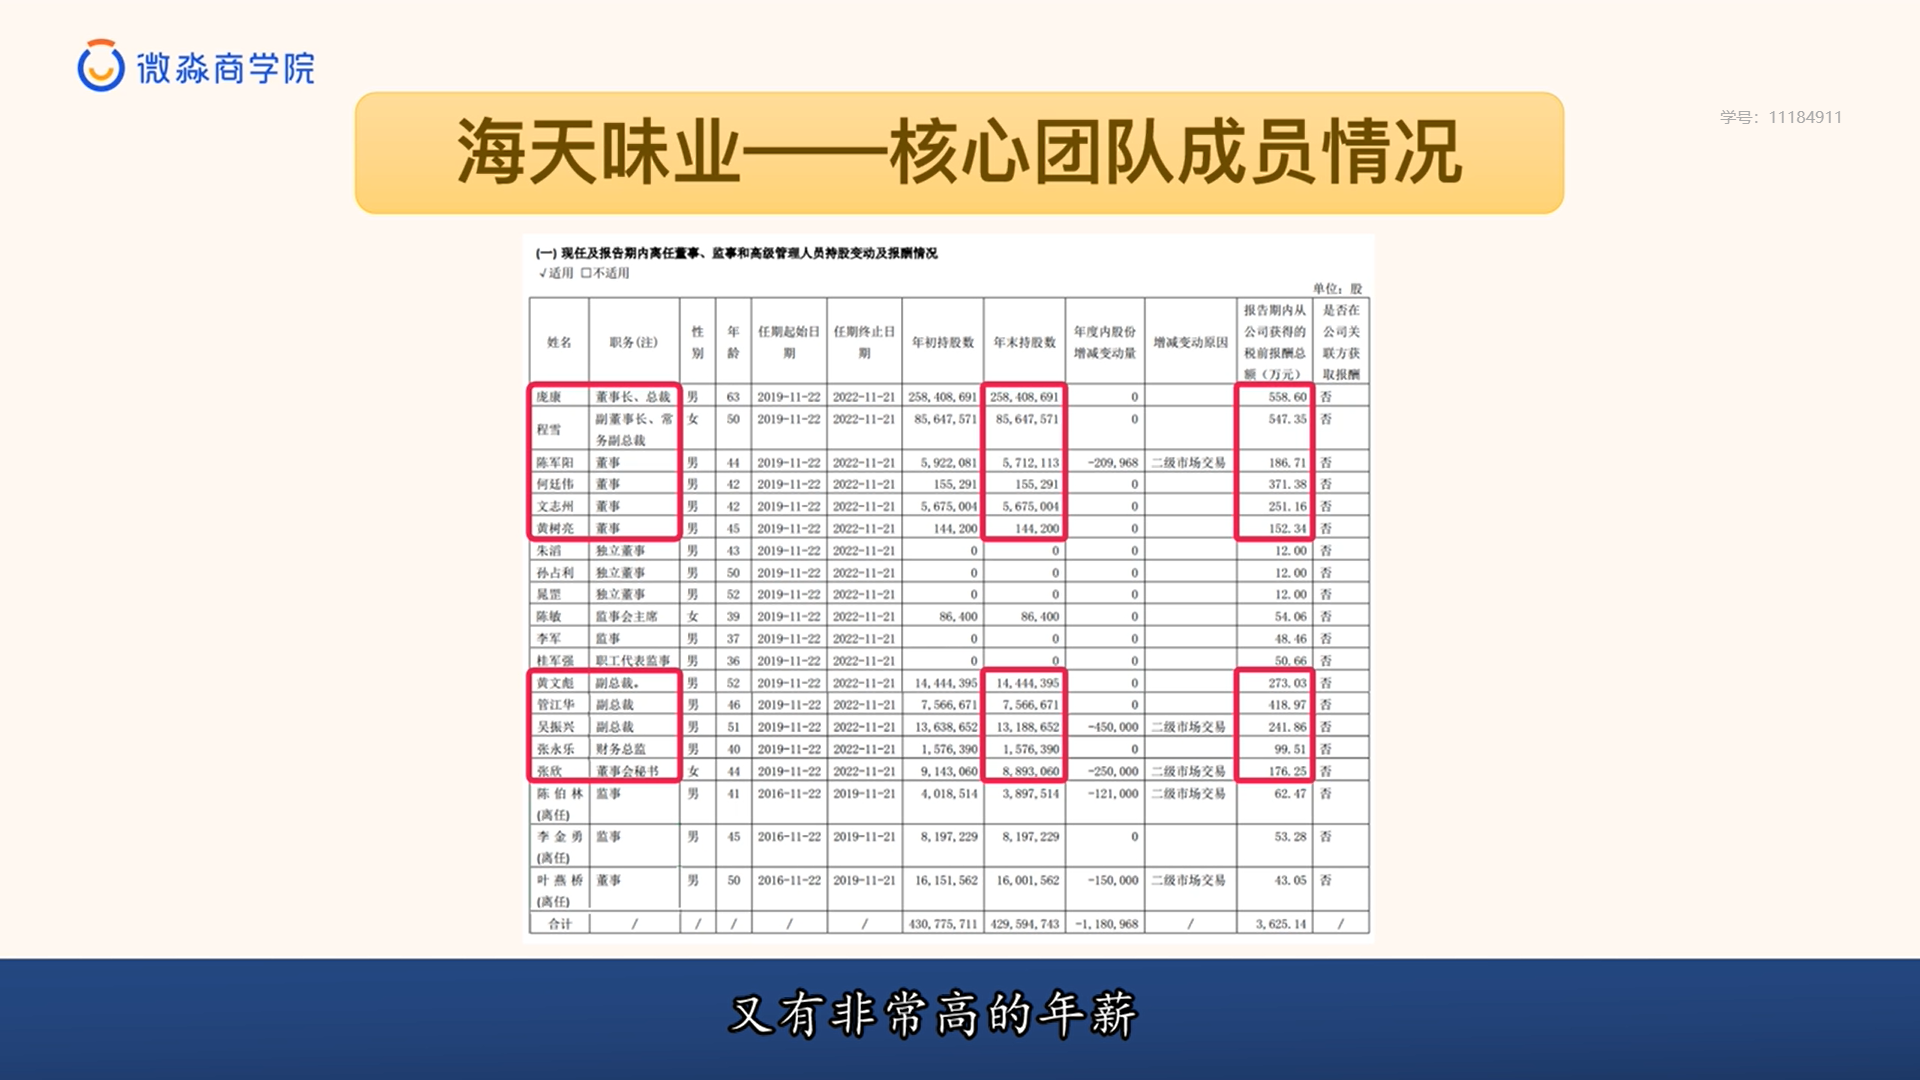 微淼商学院
学号：11184911
海天味业——核心团队成员情况
(一) 现任及报告期内离任董事、监事和高级管理人员持股变动及报酬情况
√适用 □不适用
单位：股
姓名 职务(注) 性别 年龄 任期起始日期 任期终止日期 年初持股数 年末持股数 年度内股份增减变动量 增减变动原因 报告期内从公司获得的税前报酬总额（万元） 是否在公司关联方获取报酬
庞康 董事长、总裁 男 63 2019-11-22 2022-11-21 258,408,691 258,408,691 0 558.60 否
程雪 副董事长、常务副总裁 女 50 2019-11-22 2022-11-21 85,647,571 85,647,571 0 547.35 否
陈军阳 董事 男 44 2019-11-22 2022-11-21 5,922,081 5,712,113 -209,968 二级市场交易 186.71 否
何廷伟 董事 男 42 2019-11-22 2022-11-21 155,291 155,291 0 371.38 否
文志州 董事 男 42 2019-11-22 2022-11-21 5,675,004 5,675,004 0 251.16 否
黄树亮 董事 男 45 2019-11-22 2022-11-21 144,200 144,200 0 152.34 否
朱滔 独立董事 男 43 2019-11-22 2022-11-21 0 0 0 12.00 否
孙占利 独立董事 男 50 2019-11-22 2022-11-21 0 0 0 12.00 否
晁罡 独立董事 男 52 2019-11-22 2022-11-21 0 0 0 12.00 否
陈敏 监事会主席 女 39 2019-11-22 2022-11-21 86,400 86,400 0 54.06 否
李军 监事 男 37 2019-11-22 2022-11-21 0 0 0 48.46 否
桂军强 职工代表监事 男 36 2019-11-22 2022-11-21 0 0 0 50.66 否
黄文彪 副总裁。 男 52 2019-11-22 2022-11-21 14,444,395 14,444,395 0 273.03 否
管江华 副总裁 男 46 2019-11-22 2022-11-21 7,566,671 7,566,671 0 418.97 否
吴振兴 副总裁 男 51 2019-11-22 2022-11-21 13,638,652 13,188,652 -450,000 二级市场交易 241.86 否
张永乐 财务总监 男 40 2019-11-22 2022-11-21 1,576,390 1,576,390 0 99.51 否
张欣 董事会秘书 女 44 2019-11-22 2022-11-21 9,143,060 8,893,060 -250,000 二级市场交易 176.25 否
陈伯林(离任) 监事 男 41 2016-11-22 2019-11-21 4,018,514 3,897,514 -121,000 二级市场交易 62.47 否
李金勇(离任) 监事 男 45 2016-11-22 2019-11-21 8,197,229 8,197,229 0 53.28 否
叶燕桥(离任) 董事 男 50 2016-11-22 2019-11-21 16,151,562 16,001,562 -150,000 二级市场交易 43.05 否
合计 / / / / / 430,775,711 429,594,743 -1,180,968 / 3,625.14 /
又有非常高的年薪